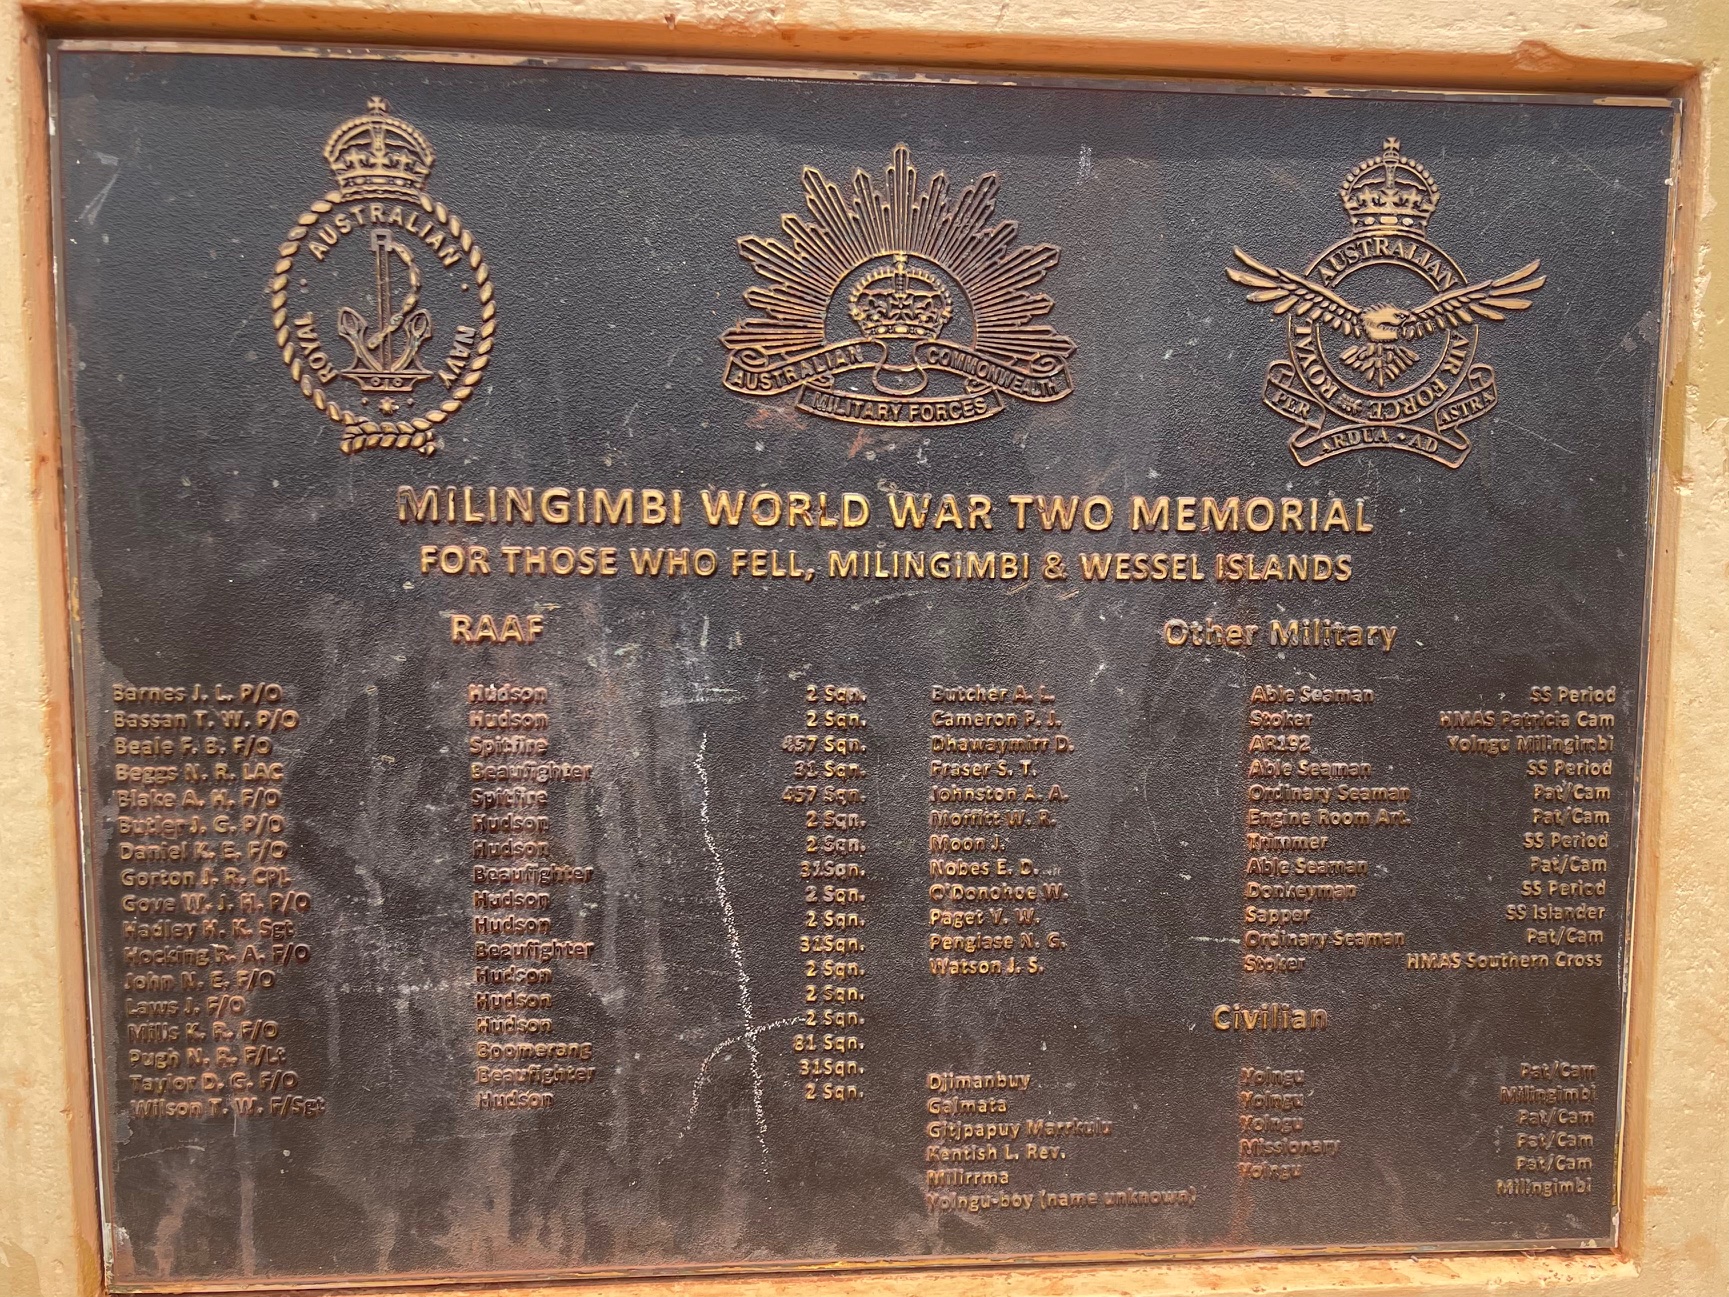 AUSTRALIAN
ROYAL NAVY
AUSTRALIAN COMMONWEALTH
MILITARY FORCES
ROYAL AUSTRALIAN AIR FORCE
PER ARDUA · AD ASTRA
MILINGIMBI WORLD WAR TWO MEMORIAL
FOR THOSE WHO FELL, MILINGIMBI & WESSEL ISLANDS
RAAF
Barnes J. L. P/O Hudson 2 Sqn.
Bassan T. W. P/O Hudson 2 Sqn.
Beale F. B. F/O Spitfire 457 Sqn.
Beggs N. R. LAC Beaufighter 31 Sqn.
Blake A. H. F/O Spitfire 457 Sqn.
Butler J. G. P/O Hudson 2 Sqn.
Daniel K. E. F/O Hudson 2 Sqn.
Gorton J. R. CPL Beaufighter 31Sqn.
Gove W. J. H. P/O Hudson 2 Sqn.
Hadley H. K. Sgt Hudson 2 Sqn.
Hocking R. A. F/O Beaufighter 31Sqn.
John N. E. F/O Hudson 2 Sqn.
Laws J. F/O Hudson 2 Sqn.
Mills K. R. F/O Hudson 2 Sqn.
Pugh N. R. F/Lt Boomerang 81 Sqn.
Taylor D. G. F/O Beaufighter 31Sqn.
Wilson T. W. F/Sgt Hudson 2 Sqn.
Other Military
Butcher A. L. Able Seaman SS Period
Cameron P. J. Stoker HMAS Patricia Cam
Dhawaymirr D. AR192 Yolngu Milingimbi
Fraser S. T. Able Seaman SS Period
Johnston A. A. Ordinary Seaman Pat/Cam
Moffitt W. R. Engine Room Art. Pat/Cam
Moon J. Trimmer SS Period
Nobes E. D. Able Seaman Pat/Cam
O'Donohoe W. Donkeyman SS Period
Paget V. W. Sapper SS Islander
Penglase N. G. Ordinary Seaman Pat/Cam
Watson J. S. Stoker HMAS Southern Cross
Civilian
Djimanbuy Yolngu Pat/Cam
Galmata Yolngu Milingimbi
Gitjpapuy Marrkulu Yolngu Pat/Cam
Kentish L. Rev. Missionary Pat/Cam
Milirrma Yolngu Pat/Cam
Yolngu-boy (name unknown) Milingimbi